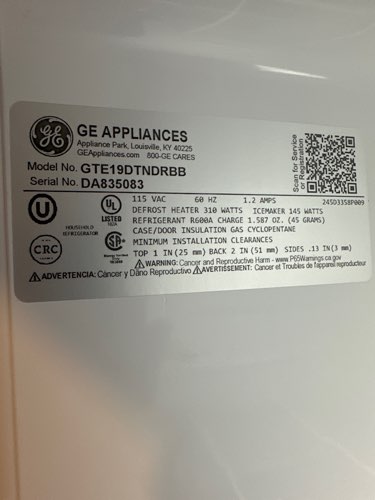 GE APPLIANCES
Appliance Park, Louisville, KY 40225
GEAppliances.com 800-GE CARES
Model No. GTE19DTNDRBB
Serial No. DA835083
Scan for Service
or Registration
115 VAC 60 HZ 1.2 AMPS 245D3358P009
DEFROST HEATER 310 WATTS ICEMAKER 145 WATTS
REFRIGERANT R600A CHARGE 1.587 OZ. (45 GRAMS)
CASE/DOOR INSULATION GAS CYCLOPENTANE
MINIMUM INSTALLATION CLEARANCES
TOP 1 IN (25 mm) BACK 2 IN (51 mm) SIDES .13 IN (3 mm)
U
UL
LISTED
HOUSEHOLD
REFRIGERATOR
CRC
SA
⚠WARNING: Cancer and Reproductive Harm - www.P65Warnings.ca.gov
⚠ADVERTENCIA: Cáncer y Daño Reproductivo ⚠AVERTISSEMENT: Cancer et Troubles de l'appareil reproducteur